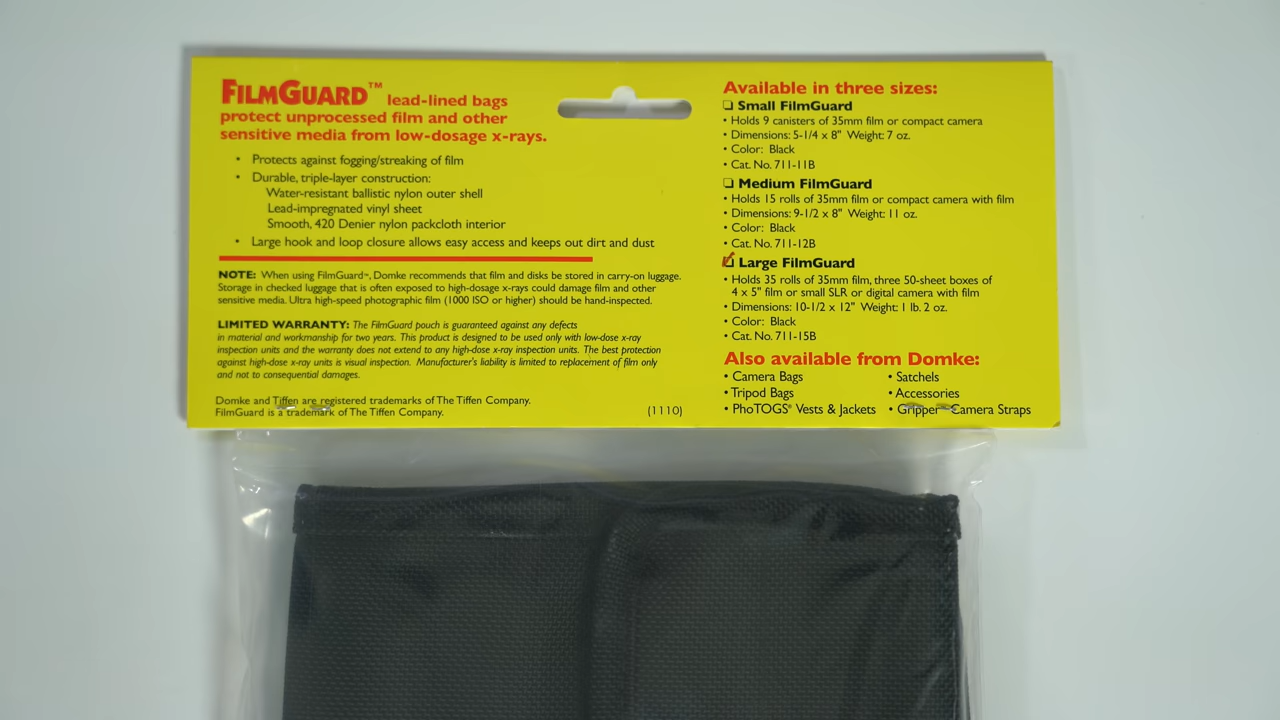 FILMGUARD™ lead-lined bags
protect unprocessed film and other
sensitive media from low-dosage x-rays.
• Protects against fogging/streaking of film
• Durable, triple-layer construction:
Water-resistant ballistic nylon outer shell
Lead-impregnated vinyl sheet
Smooth, 420 Denier nylon packcloth interior
• Large hook and loop closure allows easy access and keeps out dirt and dust
NOTE: When using FilmGuard™, Domke recommends that film and disks be stored in carry-on luggage.
Storage in checked luggage that is often exposed to high-dosage x-rays could damage film and other
sensitive media. Ultra high-speed photographic film (1000 ISO or higher) should be hand-inspected.
LIMITED WARRANTY: The FilmGuard pouch is guaranteed against any defects
in material and workmanship for two years. This product is designed to be used only with low-dose x-ray
inspection units and the warranty does not extend to any high-dose x-ray inspection units. The best protection
against high-dose x-ray units is visual inspection. Manufacturer's liability is limited to replacement of film only
and not to consequential damages.
Domke and Tiffen are registered trademarks of The Tiffen Company.
FilmGuard is a trademark of The Tiffen Company.
(1110)
Available in three sizes:
❏ Small FilmGuard
• Holds 9 canisters of 35mm film or compact camera
• Dimensions: 5-1/4 x 8" Weight: 7 oz.
• Color: Black
• Cat. No. 711-11B
❏ Medium FilmGuard
• Holds 15 rolls of 35mm film or compact camera with film
• Dimensions: 9-1/2 x 8" Weight: 11 oz.
• Color: Black
• Cat. No. 711-12B
❏ Large FilmGuard
• Holds 35 rolls of 35mm film, three 50-sheet boxes of
4 x 5" film or small SLR or digital camera with film
• Dimensions: 10-1/2 x 12" Weight: 1 lb. 2 oz.
• Color: Black
• Cat. No. 711-15B
Also available from Domke:
• Camera Bags
• Tripod Bags
• PhoTOGS® Vests & Jackets
• Satchels
• Accessories
• Gripper™ Camera Straps